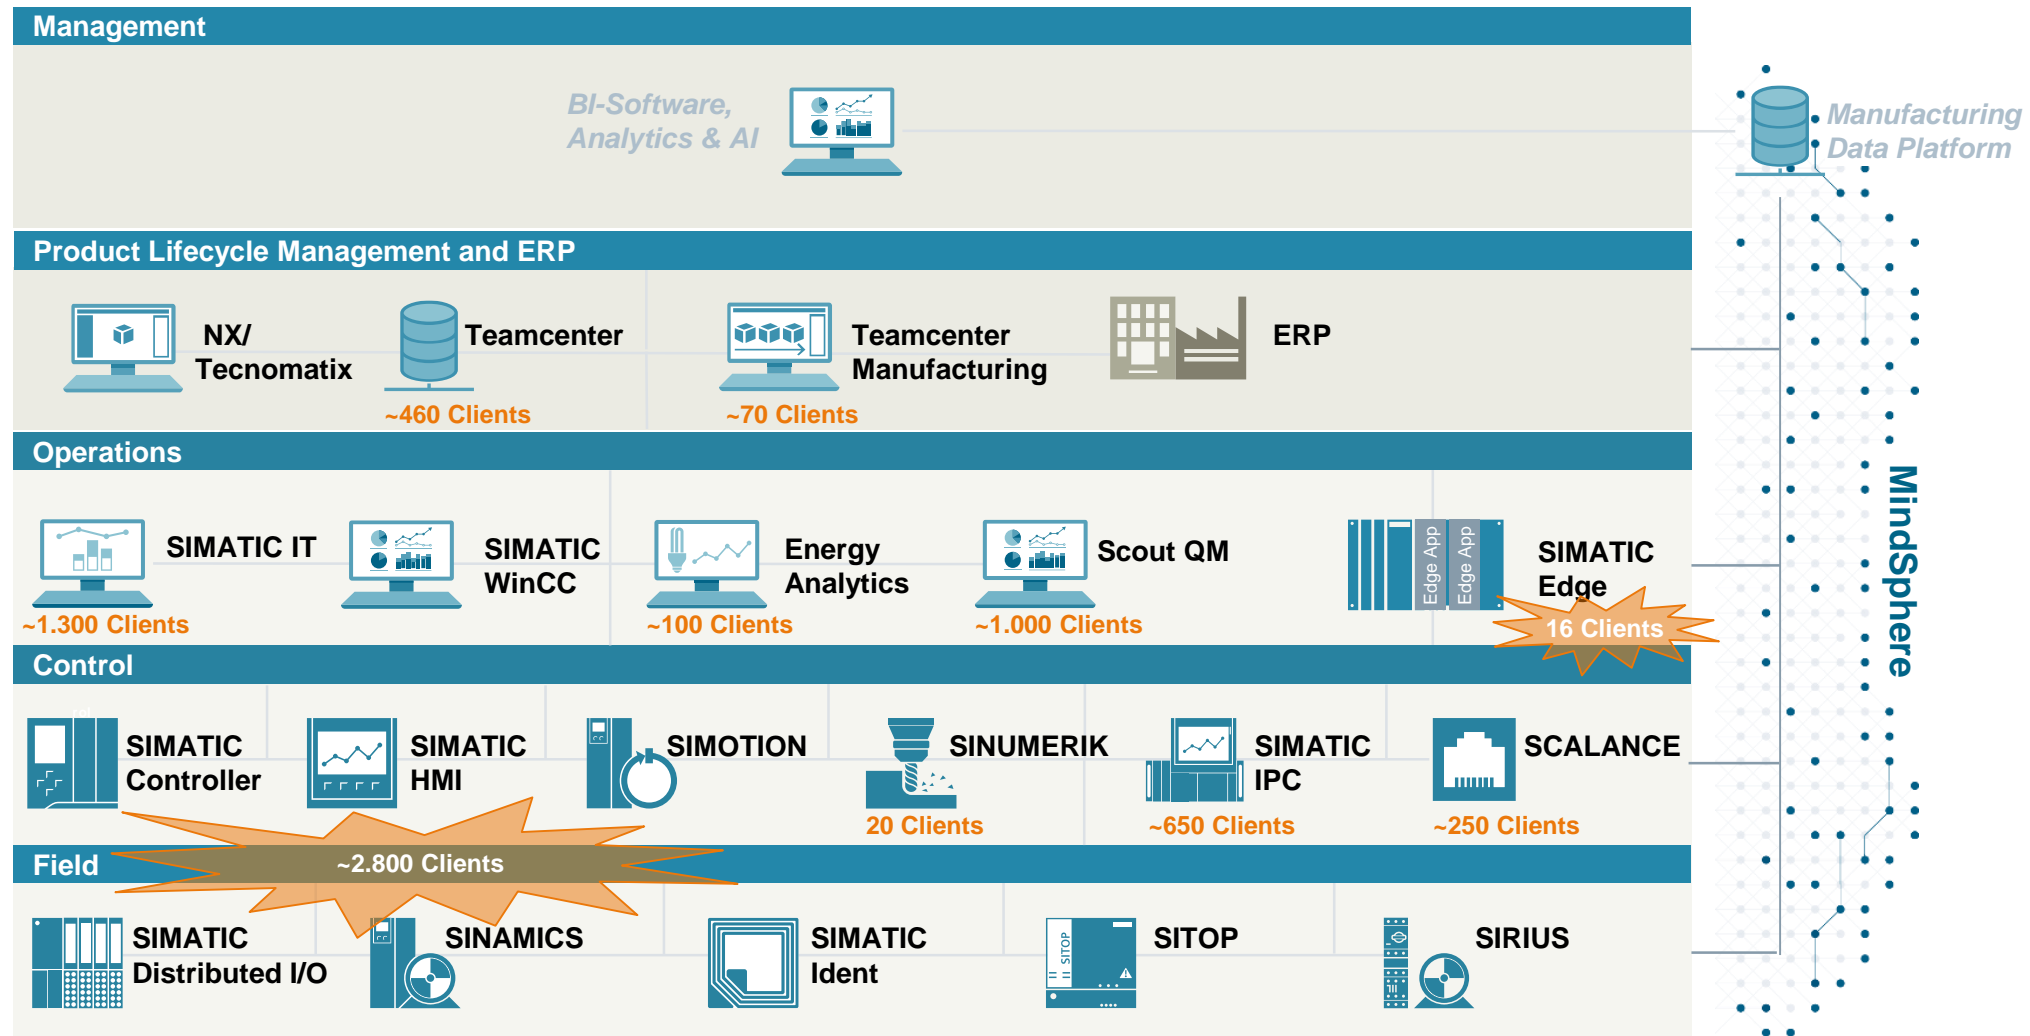 Management
BI-Software,
Analytics & AI
Manufacturing
Data Platform
Product Lifecycle Management and ERP
NX/
Tecnomatix
Teamcenter
~460 Clients
Teamcenter
Manufacturing
~70 Clients
ERP
Operations
SIMATIC IT
~1.300 Clients
SIMATIC
WinCC
Energy
Analytics
~100 Clients
Scout QM
~1.000 Clients
Edge App
Edge App
SIMATIC
Edge
16 Clients
MindSphere
Control
SIMATIC
Controller
SIMATIC
HMI
SIMOTION
SINUMERIK
20 Clients
SIMATIC
IPC
~650 Clients
SCALANCE
~250 Clients
~2.800 Clients
Field
SIMATIC
Distributed I/O
SINAMICS
SIMATIC
Ident
SITOP
SITOP
SIRIUS